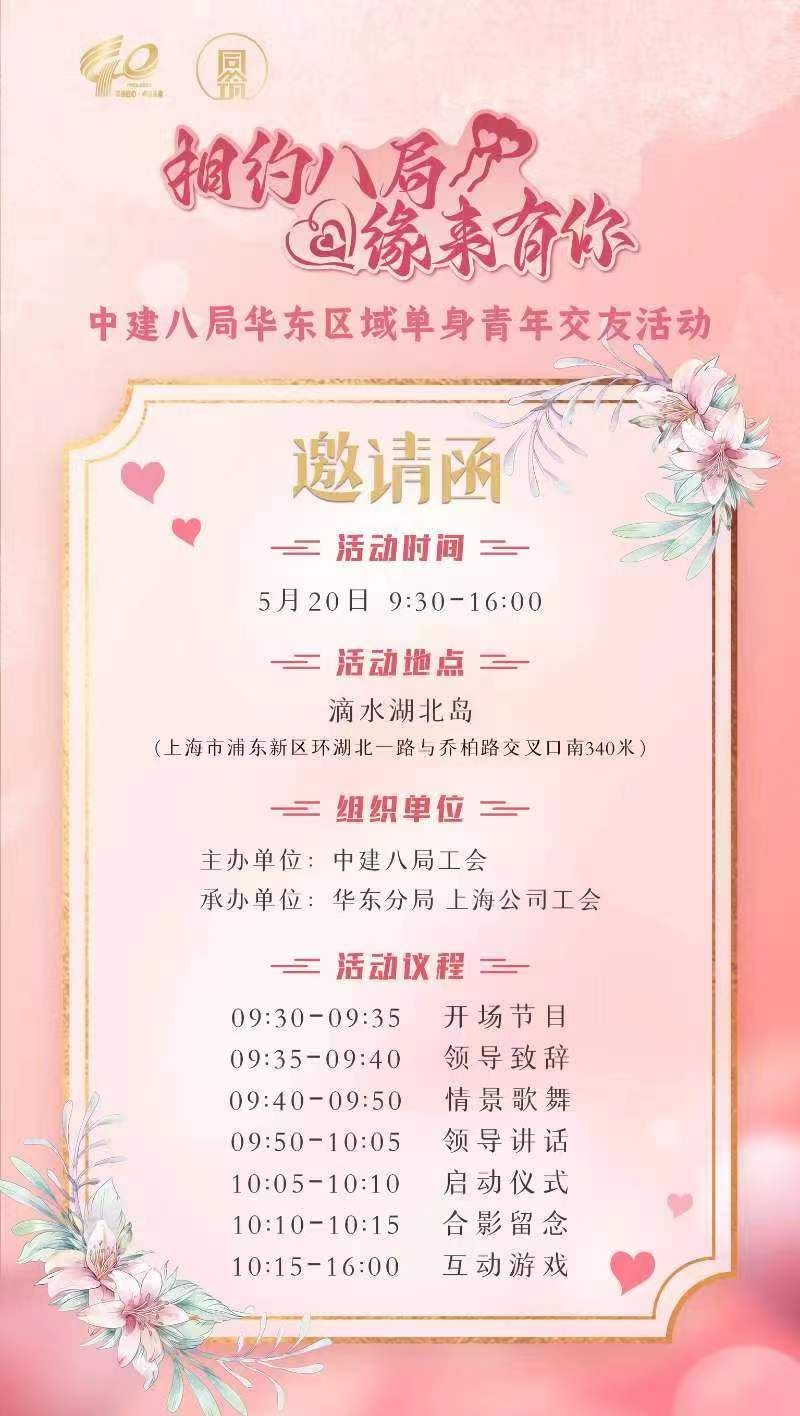 同筑
相约八局
缘来有你
中建八局华东区域单身青年交友活动
邀请函
活动时间
5月20日 9:30-16:00
活动地点
滴水湖北岛
(上海市浦东新区环湖北一路与乔柏路交叉口南340米)
组织单位
主办单位：中建八局工会
承办单位：华东分局 上海公司工会
活动议程
09:30-09:35 开场节目
09:35-09:40 领导致辞
09:40-09:50 情景歌舞
09:50-10:05 领导讲话
10:05-10:10 启动仪式
10:10-10:15 合影留念
10:15-16:00 互动游戏